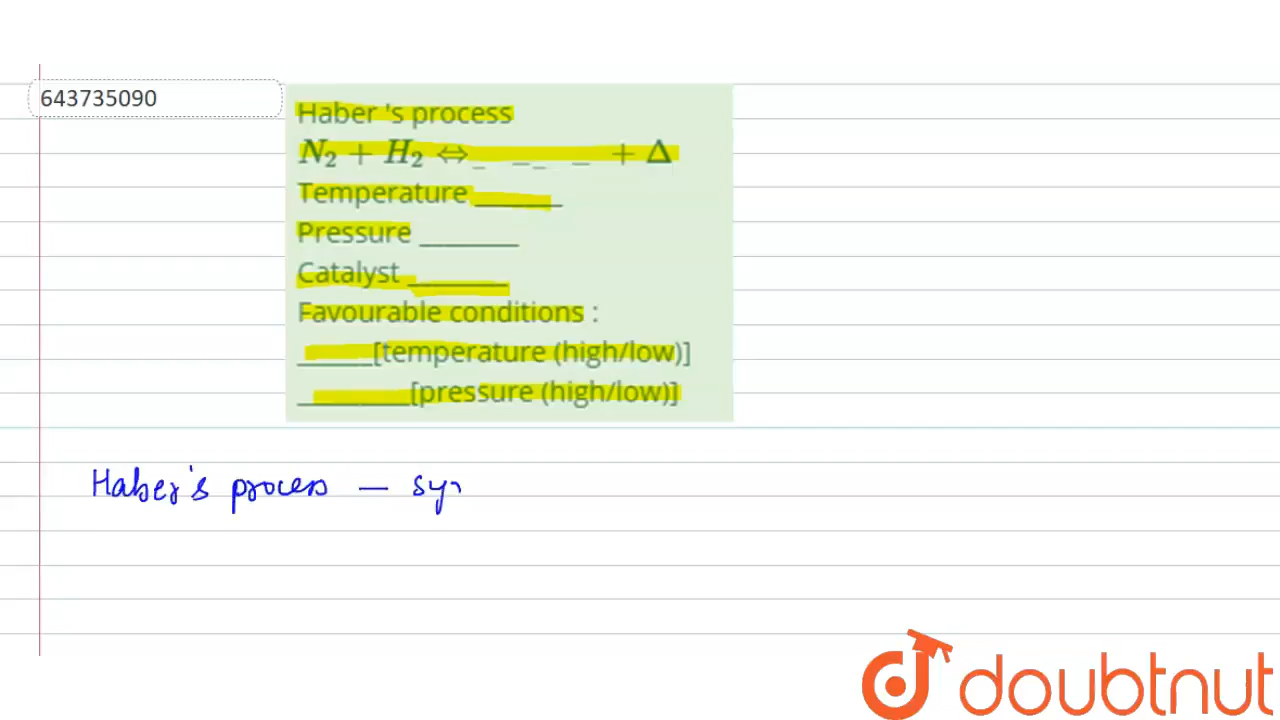 643735090
Haber 's process
N₂ + H₂ ⇔ _ _ _ _ + Δ
Temperature _______
Pressure ________
Catalyst ________
Favourable conditions :
______[temperature (high/low)]
_________[pressure (high/low)]
Haber's process —
doubtnut